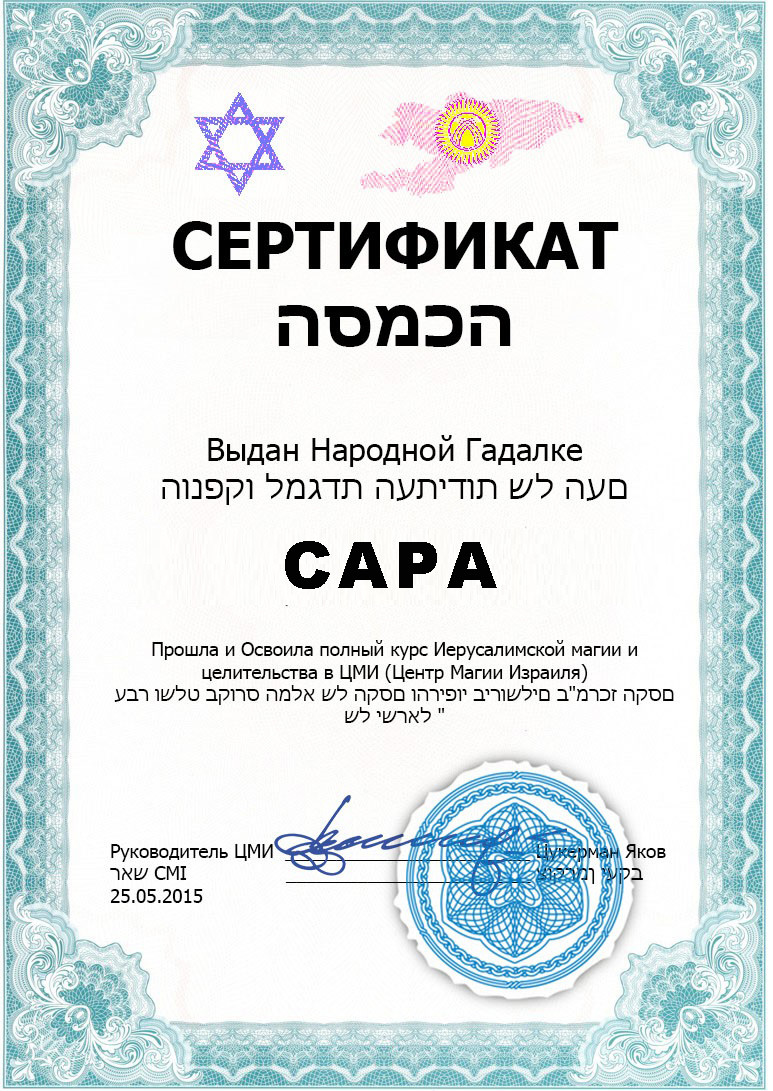 СЕРТИФИКАТ
הכמסה
Выдан Народной Гадалке
םעה לש תודיתעה תדגמל וקפנוה
САРА
Прошла и Освоила полный курс Иерусалимской магии и
целительства в ЦМИ (Центр Магии Израиля)
םסקה זכרמ"ב םילשוריב יופירהו םסקה לש אלמה סרוקב טלשו רבע
" לארשי לש
Руководитель ЦМИ Цукерман Яков
שאר CMI בקעי ןמרקוצ
25.05.2015